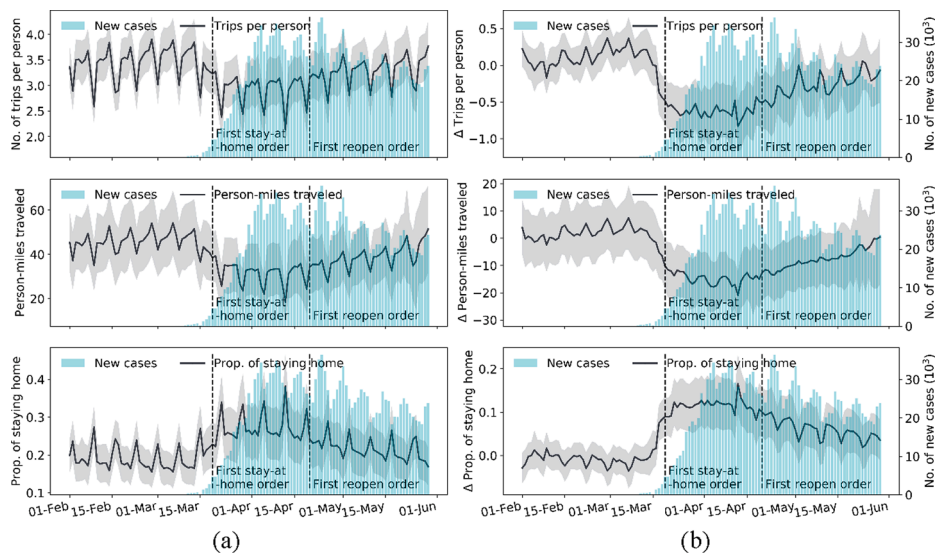 New cases
Trips per person
No. of trips per person
4.0
3.5
3.0
2.5
2.0
First stay-at
-home order
First reopen order
New cases
Trips per person
Δ Trips per person
0.5
0.0
−0.5
−1.0
First stay-at
-home order
First reopen order
No. of new cases (10³)
30
20
10
0
New cases
Person-miles traveled
Person-miles traveled
60
40
20
First stay-at
-home order
First reopen order
New cases
Person-miles traveled
Δ Person-miles traveled
20
10
0
−10
−20
−30
First stay-at
-home order
First reopen order
No. of new cases (10³)
30
20
10
0
New cases
Prop. of staying home
Prop. of staying home
0.4
0.3
0.2
0.1
First stay-at
-home order
First reopen order
01-Feb
15-Feb
01-Mar
15-Mar
01-Apr
15-Apr
01-May
15-May
01-Jun
New cases
Prop. of staying home
Δ Prop. of staying home
0.2
0.1
0.0
First stay-at
-home order
First reopen order
No. of new cases (10³)
30
20
10
0
01-Feb
15-Feb
01-Mar
15-Mar
01-Apr
15-Apr
01-May
15-May
01-Jun
(a)
(b)